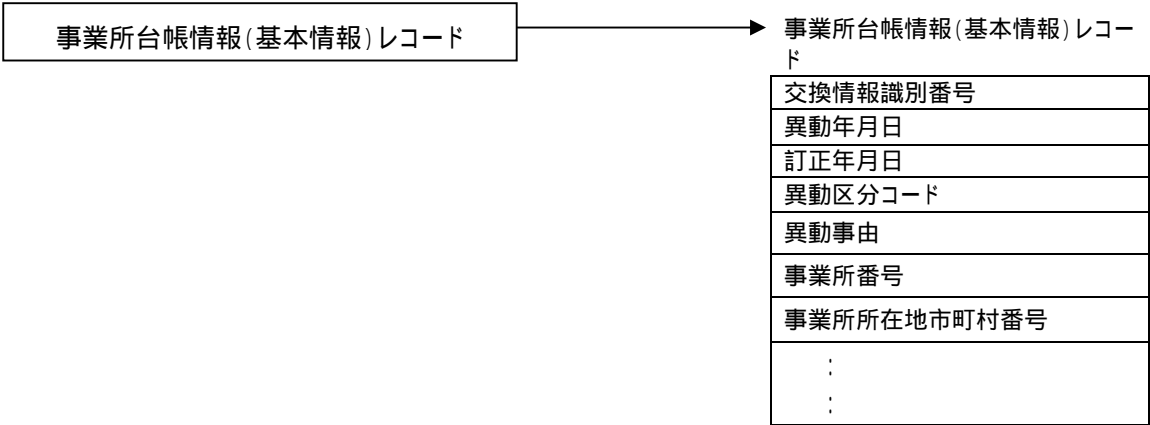 事業所台帳情報(基本情報)レコード
事業所台帳情報(基本情報)レコー
ド
交換情報識別番号
異動年月日
訂正年月日
異動区分コード
異動事由
事業所番号
事業所所在地市町村番号
:
: